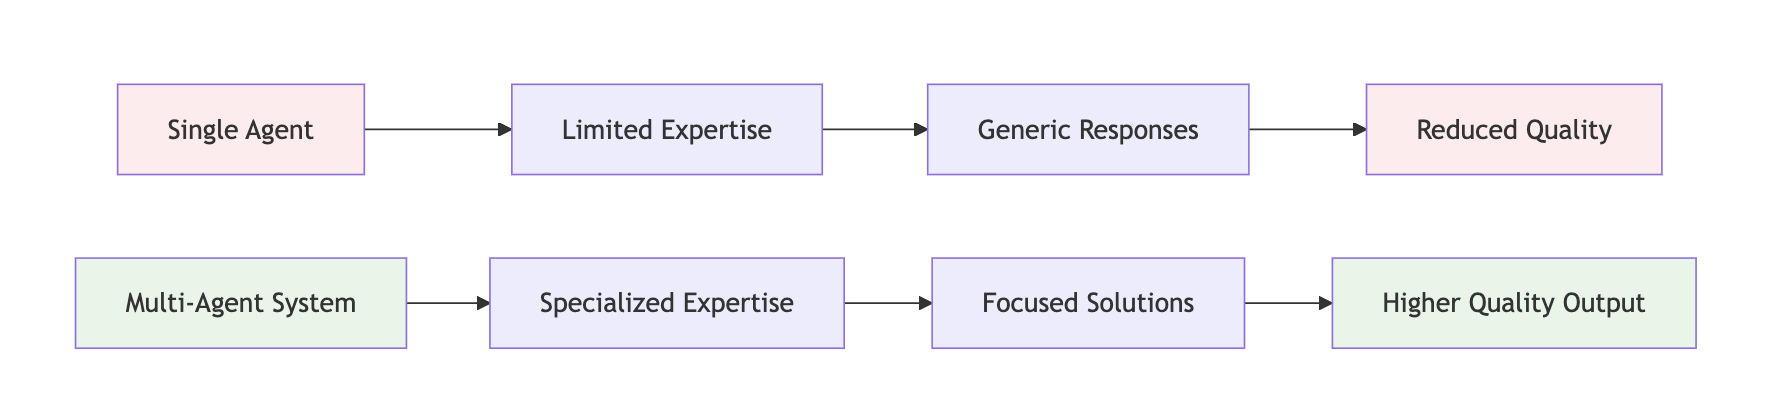 Single Agent
Limited Expertise
Generic Responses
Reduced Quality
Multi-Agent System
Specialized Expertise
Focused Solutions
Higher Quality Output